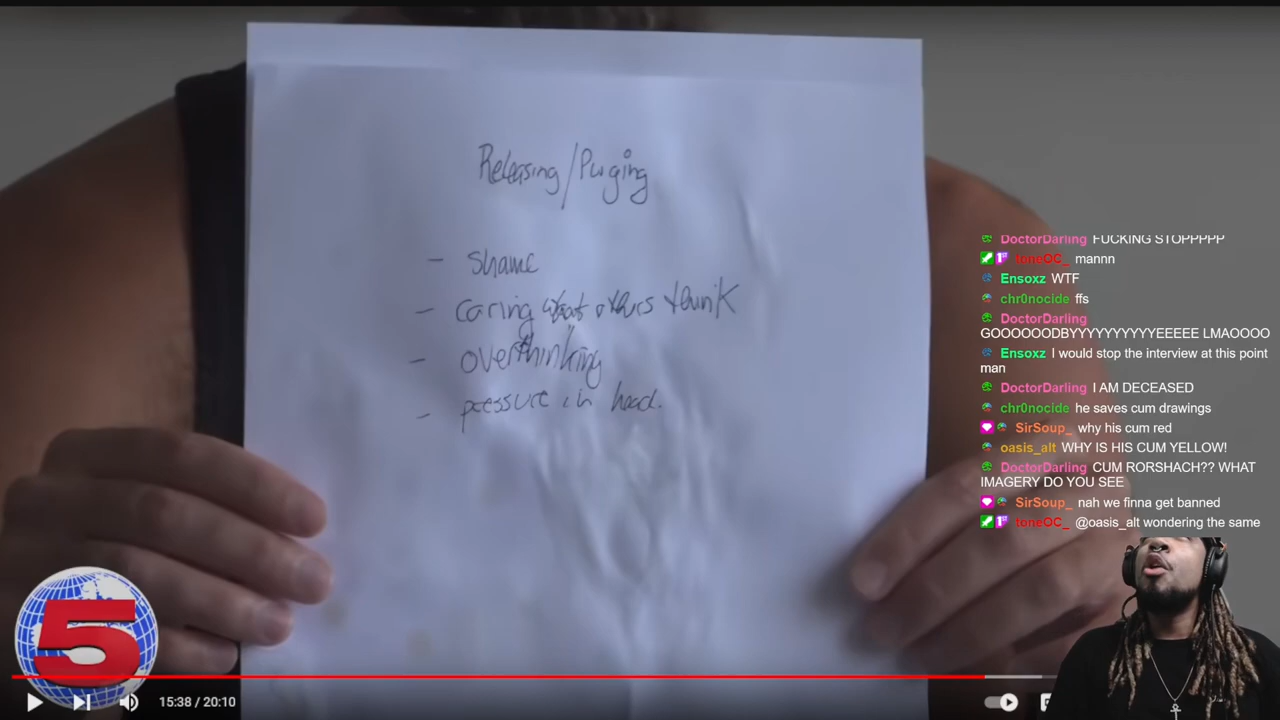 Releasing/Purging
- shame
- caring what others think
- overthinking
- pressure in head.
DoctorDarling FUCKING STOPPPPP
toneOC_ mannn
Ensoxz WTF
chr0nocide ffs
DoctorDarling
GOOOOOODBYYYYYYYYYYEEEEE LMAOOOO
Ensoxz I would stop the interview at this point
man
DoctorDarling I AM DECEASED
chr0nocide he saves cum drawings
SirSoup_ why his cum red
oasis_alt WHY IS HIS CUM YELLOW!
DoctorDarling CUM RORSHACH?? WHAT
IMAGERY DO YOU SEE
SirSoup_ nah we finna get banned
toneOC_ @oasis_alt wondering the same
5
15:38 / 20:10